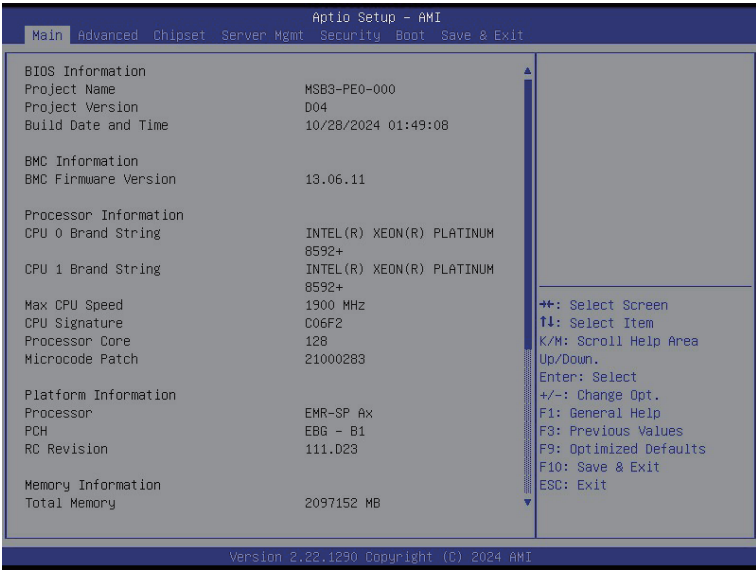 Aptio Setup – AMI
Main Advanced Chipset Server Mgmt Security Boot Save & Exit
BIOS Information
Project Name MSB3-PE0-000
Project Version D04
Build Date and Time 10/28/2024 01:49:08
BMC Information
BMC Firmware Version 13.06.11
Processor Information
CPU 0 Brand String INTEL(R) XEON(R) PLATINUM
8592+
CPU 1 Brand String INTEL(R) XEON(R) PLATINUM
8592+
Max CPU Speed 1900 MHz
CPU Signature C06F2
Processor Core 128
Microcode Patch 21000283
Platform Information
Processor EMR-SP Ax
PCH EBG – B1
RC Revision 111.D23
Memory Information
Total Memory 2097152 MB
→←: Select Screen
↑↓: Select Item
K/M: Scroll Help Area
Up/Down.
Enter: Select
+/-: Change Opt.
F1: General Help
F3: Previous Values
F9: Optimized Defaults
F10: Save & Exit
ESC: Exit
Version 2.22.1290 Copyright (C) 2024 AMI